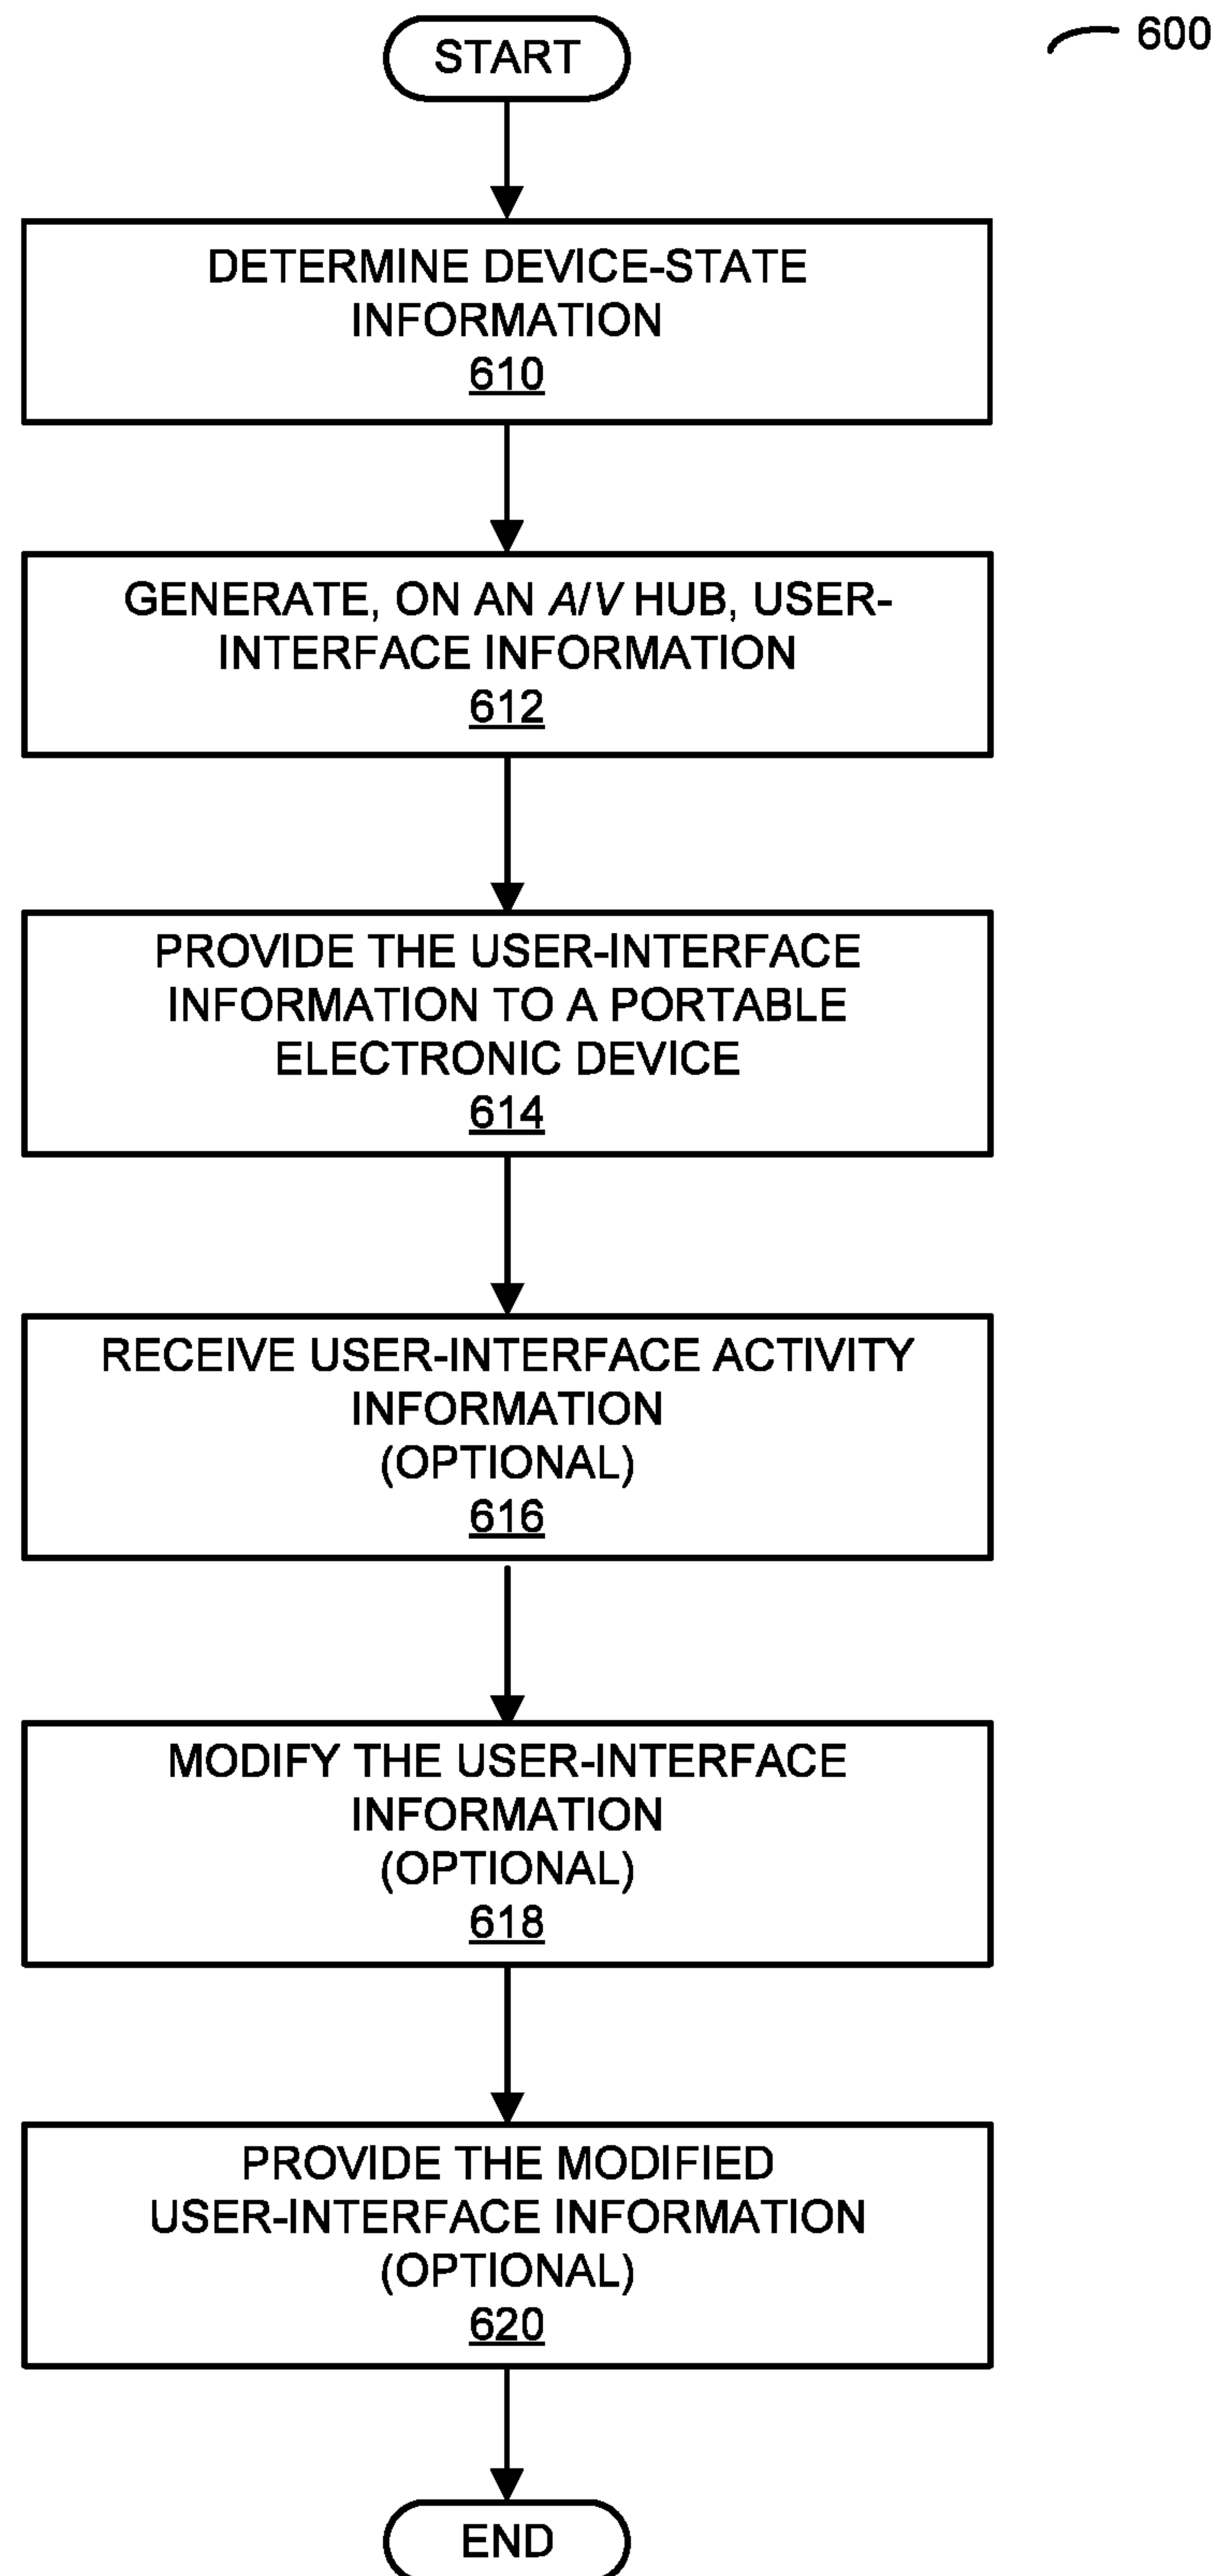 START
600
DETERMINE DEVICE-STATE
INFORMATION
610
GENERATE, ON AN A/V HUB, USER-
INTERFACE INFORMATION
612
PROVIDE THE USER-INTERFACE
INFORMATION TO A PORTABLE
ELECTRONIC DEVICE
614
RECEIVE USER-INTERFACE ACTIVITY
INFORMATION
(OPTIONAL)
616
MODIFY THE USER-INTERFACE
INFORMATION
(OPTIONAL)
618
PROVIDE THE MODIFIED
USER-INTERFACE INFORMATION
(OPTIONAL)
620
END